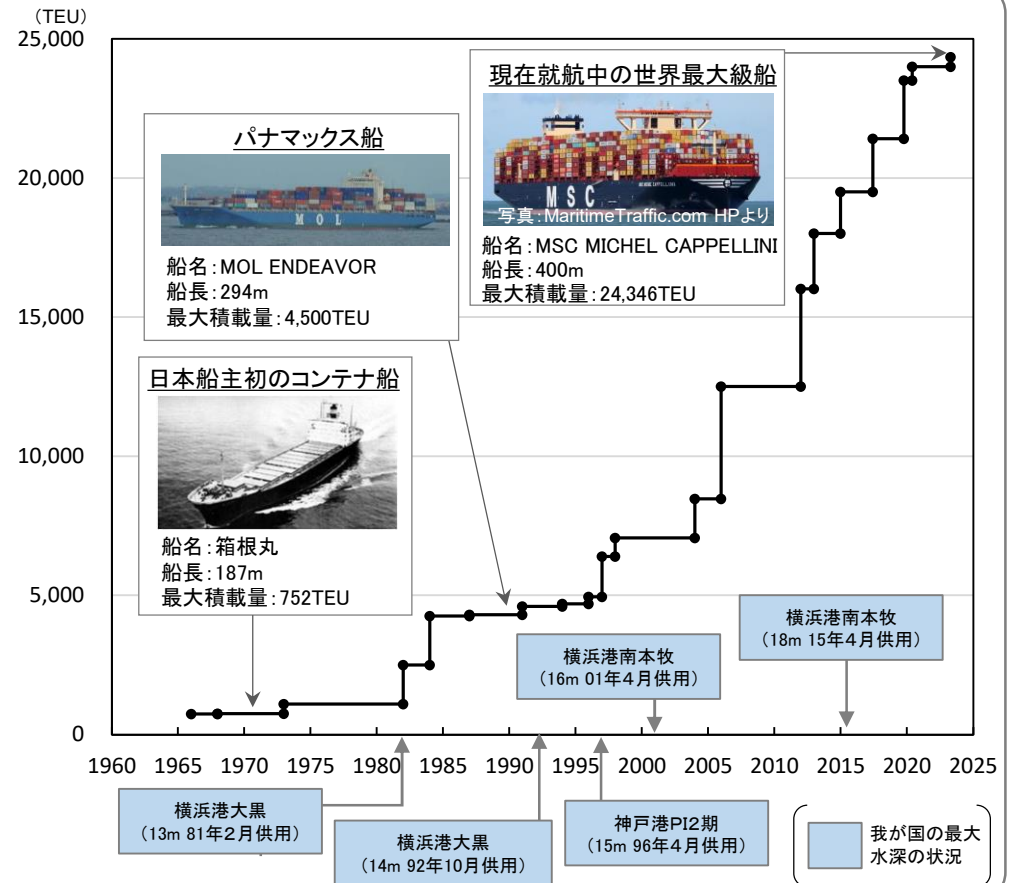 （TEU）
25,000
20,000
15,000
10,000
5,000
0
現在就航中の世界最大級船
MSC
写真：MaritimeTraffic.com HPより
船名：MSC MICHEL CAPPELLINI
船長：400m
最大積載量：24,346TEU
パナマックス船
MOL
船名：MOL ENDEAVOR
船長：294m
最大積載量：4,500TEU
日本船主初のコンテナ船
船名：箱根丸
船長：187m
最大積載量：752TEU
横浜港南本牧
（16m 01年４月供用）
横浜港南本牧
（18m 15年４月供用）
1960 1965 1970 1975 1980 1985 1990 1995 2000 2005 2010 2015 2020 2025
横浜港大黒
（13m 81年２月供用）
横浜港大黒
（14m 92年10月供用）
神戸港PI２期
（15m 96年４月供用）
我が国の最大
水深の状況